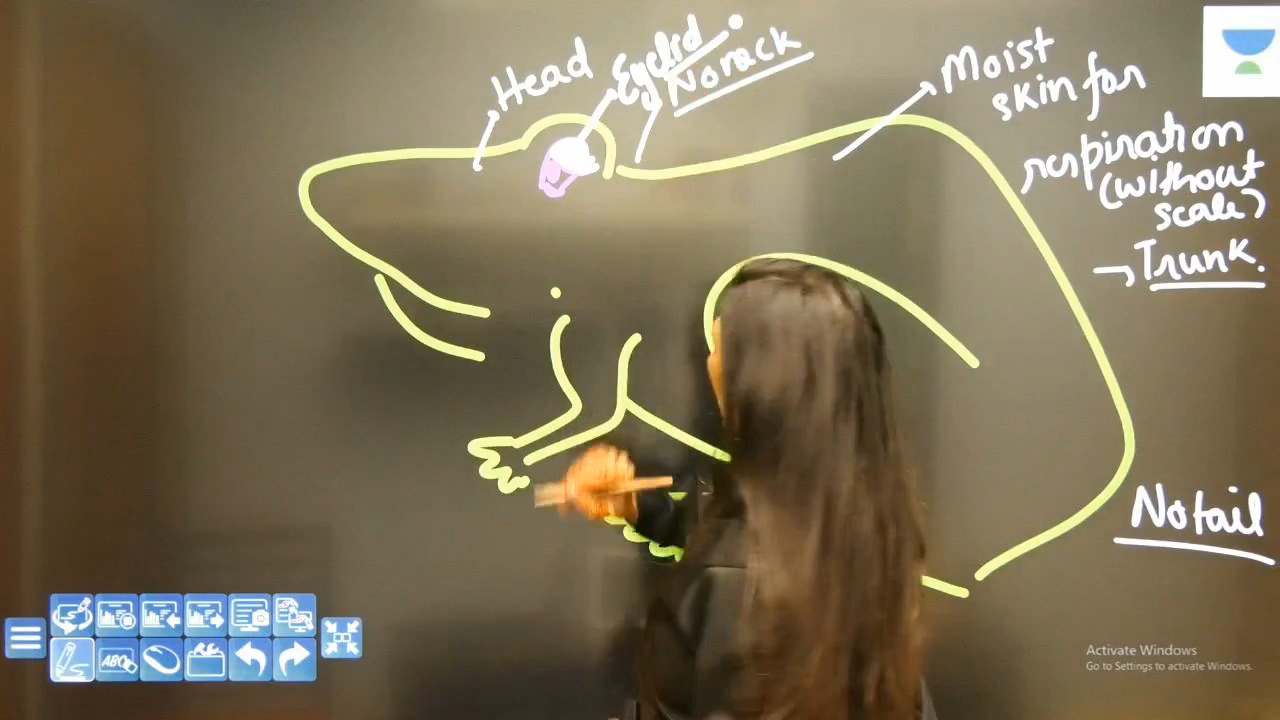 Head
Eyelid
No neck
Moist
skin for
respiration
(without
scale)
→ Trunk.
No tail
ABC
Activate Windows
Go to Settings to activate Windows.